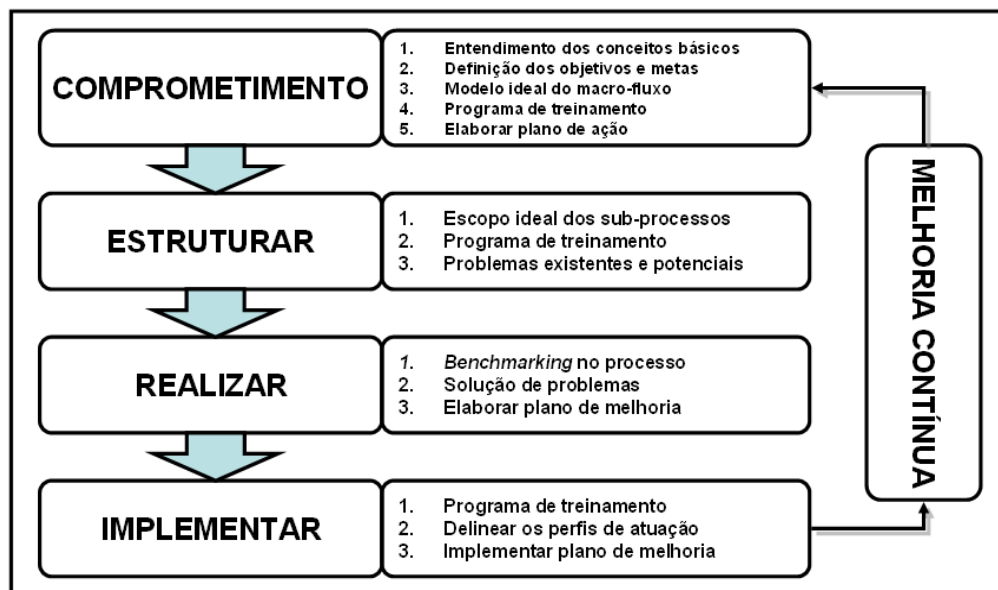 COMPROMETIMENTO
1. Entendimento dos conceitos básicos
2. Definição dos objetivos e metas
3. Modelo ideal do macro-fluxo
4. Programa de treinamento
5. Elaborar plano de ação
ESTRUTURAR
1. Escopo ideal dos sub-processos
2. Programa de treinamento
3. Problemas existentes e potenciais
REALIZAR
1. Benchmarking no processo
2. Solução de problemas
3. Elaborar plano de melhoria
IMPLEMENTAR
1. Programa de treinamento
2. Delinear os perfis de atuação
3. Implementar plano de melhoria
MELHORIA CONTÍNUA